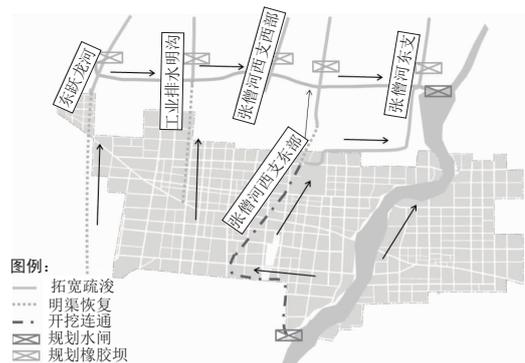 东跃龙河
工业排水明沟
张僧河西支西部
张僧河东支
张僧河西支东部
图例：
拓宽疏浚
明渠恢复
开挖连通
规划水闸
规划橡胶坝